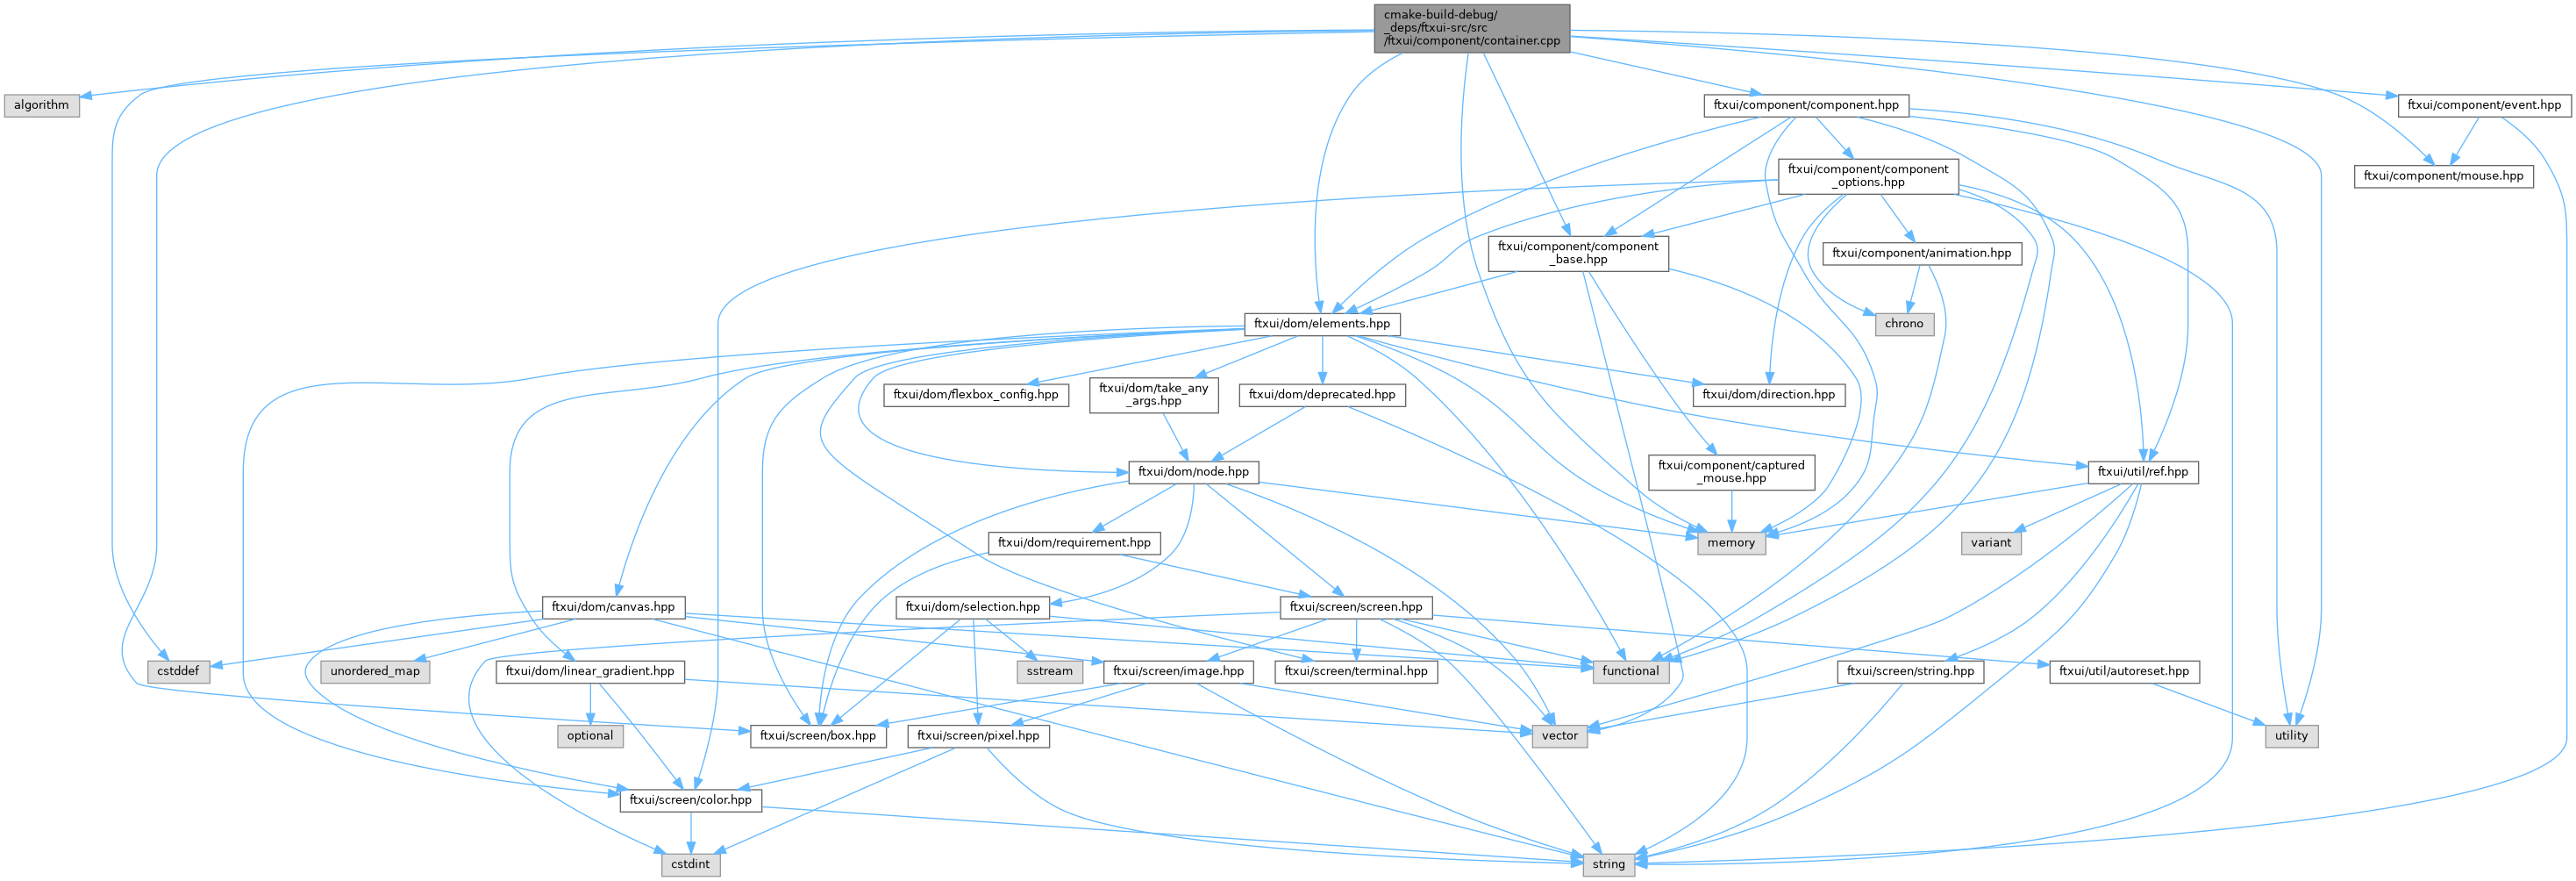 cmake-build-debug/
_deps/ftxui-src/src
/ftxui/component/container.cpp
algorithm
ftxui/component/component.hpp
ftxui/component/event.hpp
ftxui/component/component
_options.hpp
ftxui/component/mouse.hpp
ftxui/component/component
_base.hpp
ftxui/component/animation.hpp
ftxui/dom/elements.hpp
chrono
ftxui/dom/flexbox_config.hpp
ftxui/dom/take_any
_args.hpp
ftxui/dom/deprecated.hpp
ftxui/dom/direction.hpp
ftxui/dom/node.hpp
ftxui/component/captured
_mouse.hpp
ftxui/util/ref.hpp
ftxui/dom/requirement.hpp
memory
variant
ftxui/dom/canvas.hpp
ftxui/dom/selection.hpp
ftxui/screen/screen.hpp
cstddef
unordered_map
ftxui/dom/linear_gradient.hpp
sstream
ftxui/screen/image.hpp
ftxui/screen/terminal.hpp
functional
ftxui/screen/string.hpp
ftxui/util/autoreset.hpp
optional
ftxui/screen/box.hpp
ftxui/screen/pixel.hpp
vector
utility
ftxui/screen/color.hpp
cstdint
string